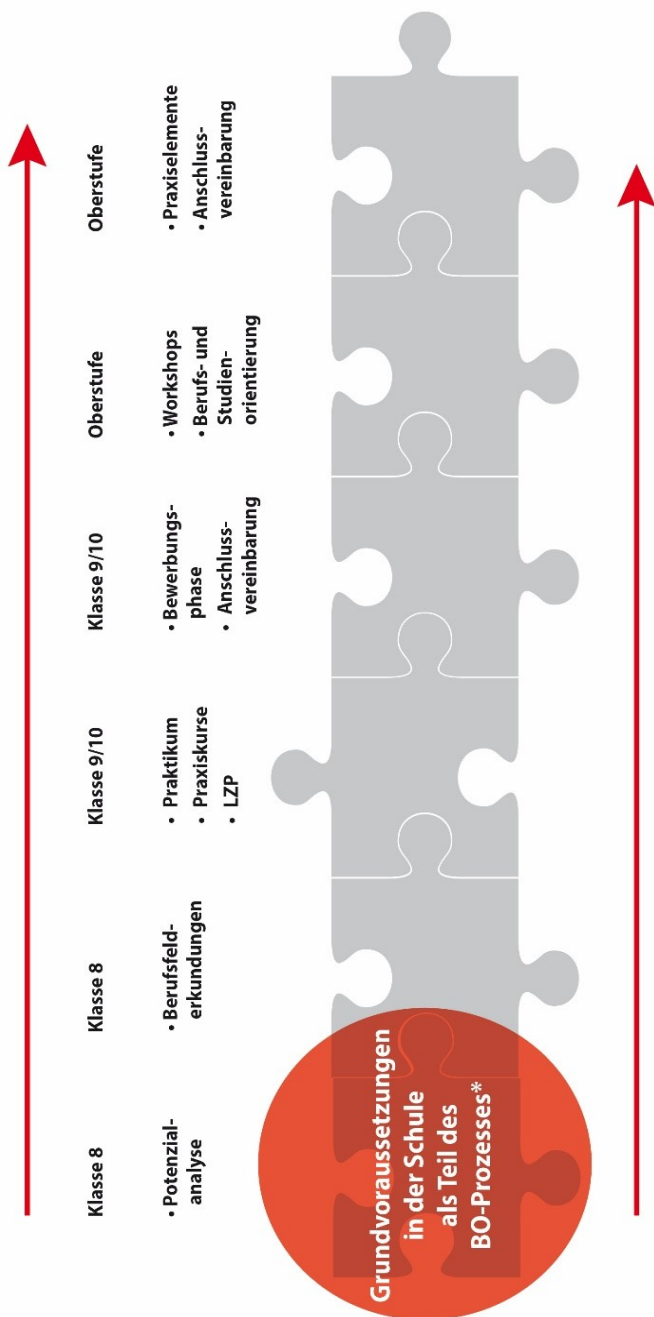 Klasse 8
• Potenzial-
analyse
Klasse 8
• Berufsfeld-
erkundungen
Klasse 9/10
• Praktikum
• Praxiskurse
• LZP
Klasse 9/10
• Bewerbungs-
phase
• Anschluss-
vereinbarung
Oberstufe
• Workshops
• Berufs- und
Studien-
orientierung
Oberstufe
• Praxiselemente
• Anschluss-
vereinbarung
Grundvoraussetzungen
in der Schule
als Teil des
BO-Prozesses*